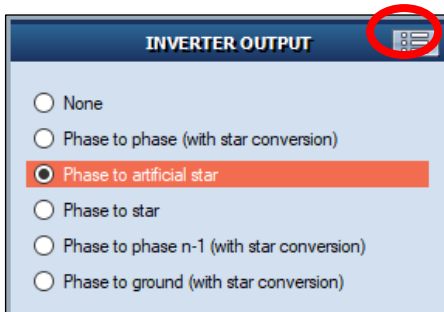 INVERTER OUTPUT
None
Phase to phase (with star conversion)
Phase to artificial star
Phase to star
Phase to phase n-1 (with star conversion)
Phase to ground (with star conversion)